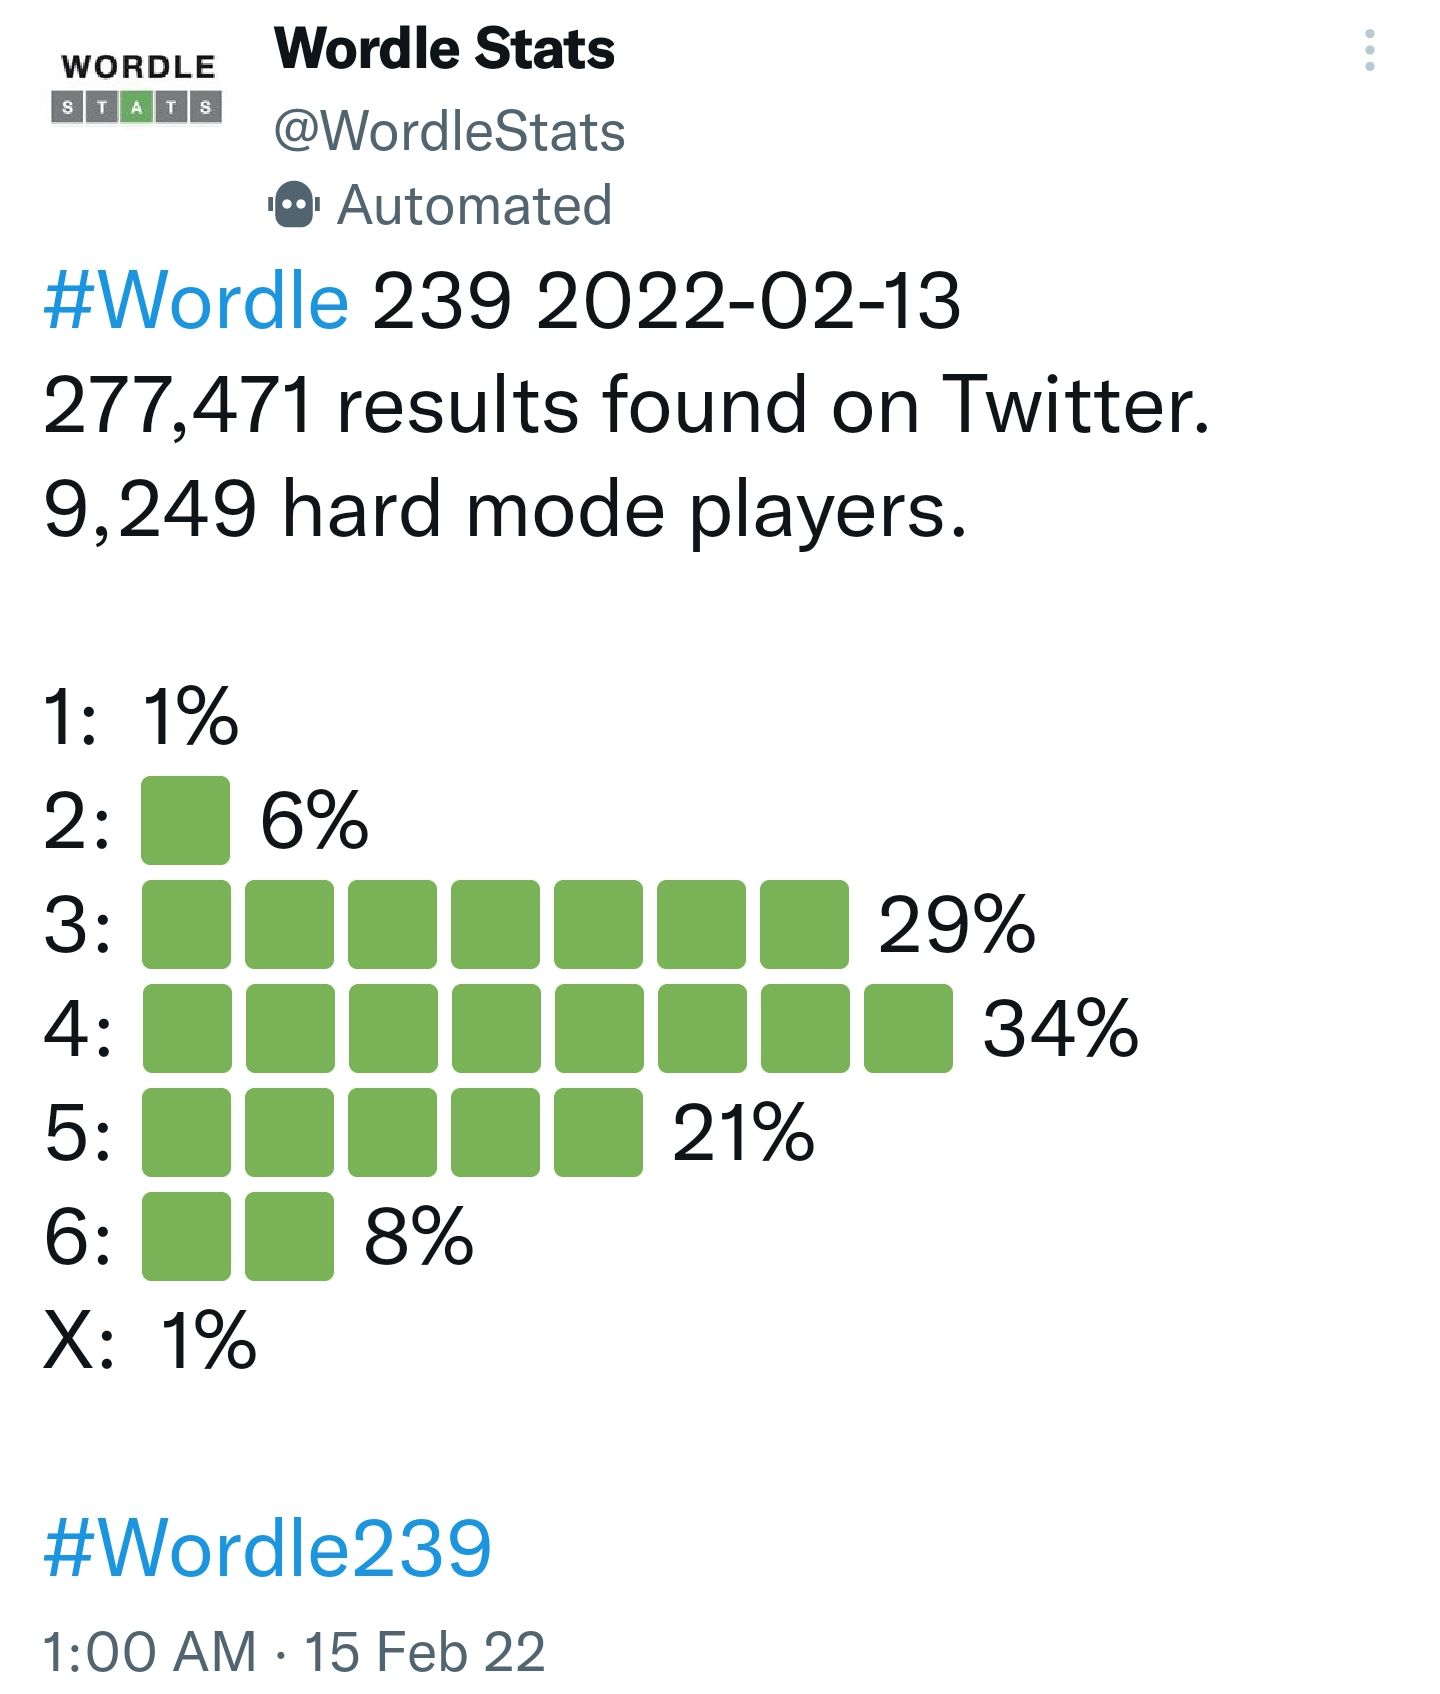 WORDLE
STATS
Wordle Stats
@WordleStats
Automated
#Wordle 239 2022-02-13
277,471 results found on Twitter.
9,249 hard mode players.
1: 1%
2: 🟩 6%
3: 🟩🟩🟩🟩🟩🟩🟩 29%
4: 🟩🟩🟩🟩🟩🟩🟩🟩 34%
5: 🟩🟩🟩🟩🟩 21%
6: 🟩🟩 8%
X: 1%
#Wordle239
1:00 AM · 15 Feb 22